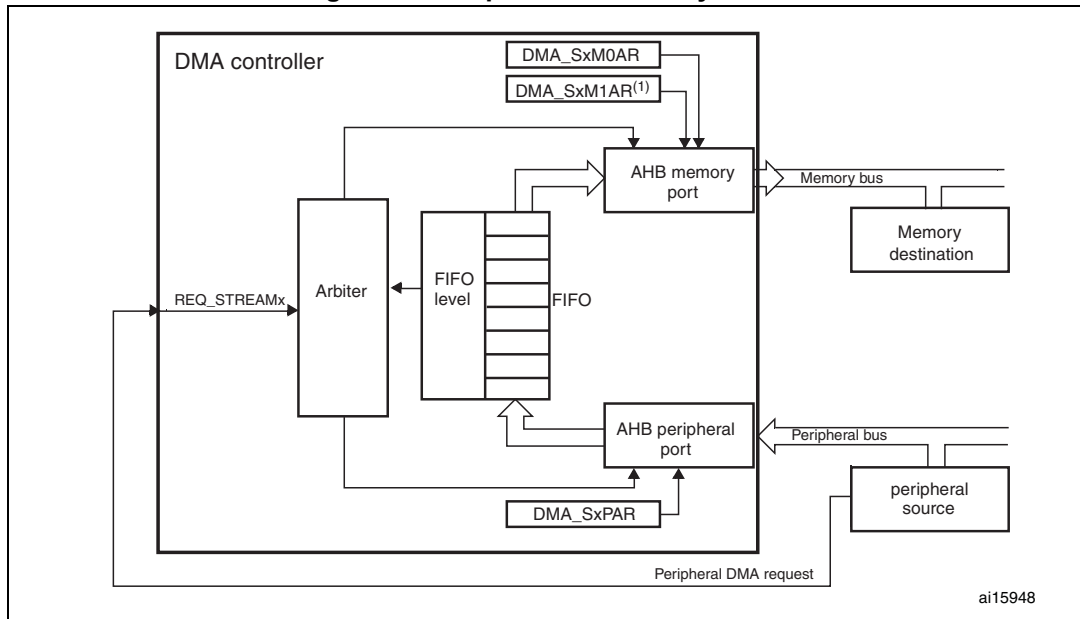 DMA controller
DMA_SxM0AR
DMA_SxM1AR(1)
AHB memory
port
Memory bus
Memory
destination
REQ_STREAMx
Arbiter
FIFO
level
FIFO
AHB peripheral
port
Peripheral bus
peripheral
source
DMA_SxPAR
Peripheral DMA request
ai15948